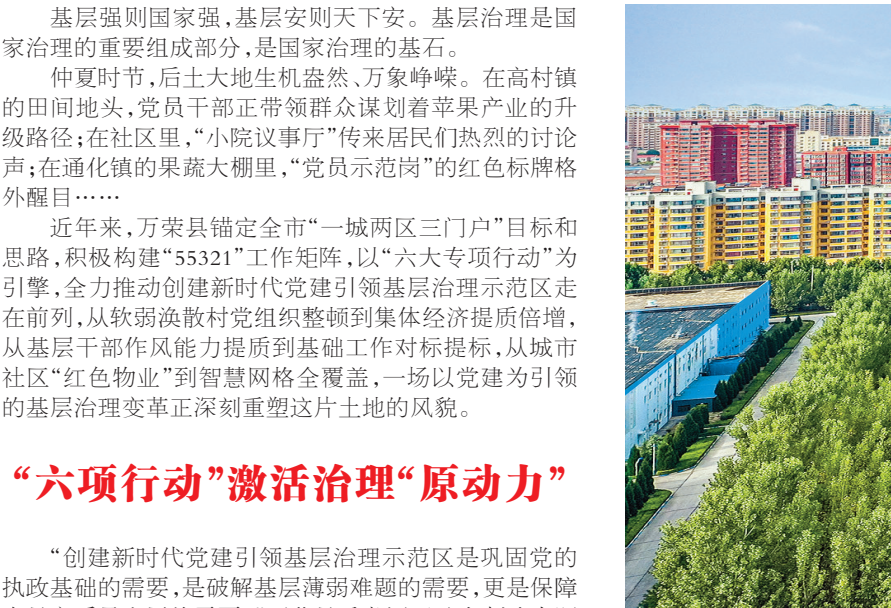 基层强则国家强,基层安则天下安。基层治理是国
家治理的重要组成部分,是国家治理的基石。
仲夏时节,后土大地生机盎然、万象峥嵘。在高村镇
的田间地头,党员干部正带领群众谋划着苹果产业的升
级路径;在社区里,“小院议事厅”传来居民们热烈的讨论
声;在通化镇的果蔬大棚里,“党员示范岗”的红色标牌格
外醒目……
近年来,万荣县锚定全市“一城两区三门户”目标和
思路,积极构建“55321”工作矩阵,以“六大专项行动”为
引擎,全力推动创建新时代党建引领基层治理示范区走
在前列,从软弱涣散村党组织整顿到集体经济提质倍增,
从基层干部作风能力提质到基础工作对标提标,从城市
社区“红色物业”到智慧网格全覆盖,一场以党建为引领
的基层治理变革正深刻重塑这片土地的风貌。
“六项行动”激活治理“原动力”
“创建新时代党建引领基层治理示范区是巩固党的
执政基础的需要,是破解基层薄弱难题的需要,更是保障